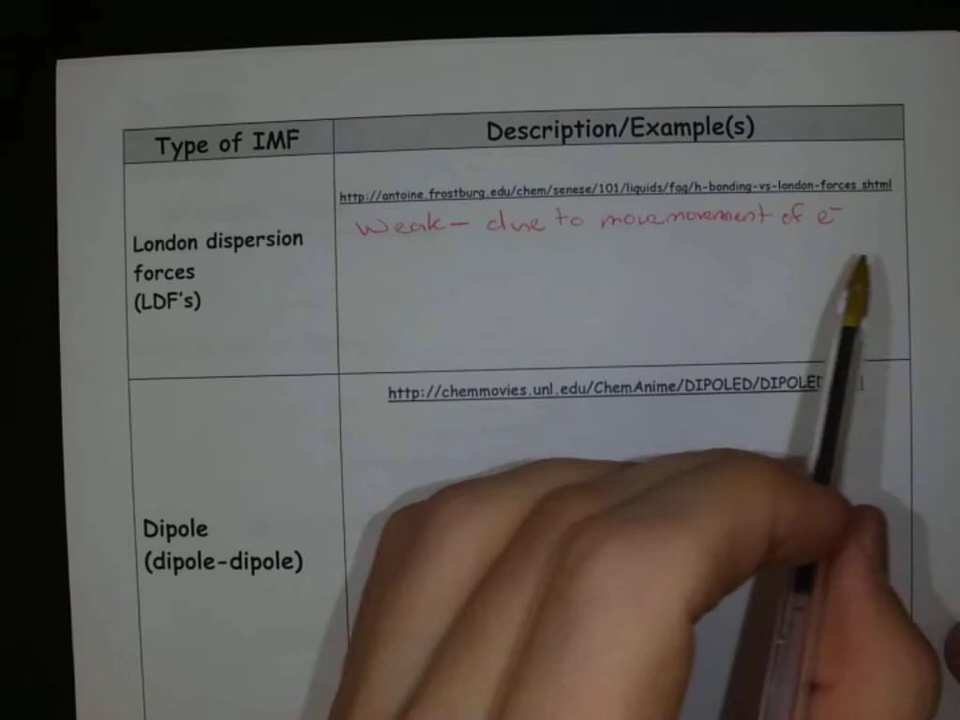 Type of IMF
Description/Example(s)
http://antoine.frostburg.edu/chem/senese/101/liquids/faq/h-bonding-vs-london-forces.shtml
Weak – due to movemovement of e⁻
London dispersion
forces
(LDF's)
http://chemmovies.unl.edu/ChemAnime/DIPOLED/DIPOLED
Dipole
(dipole-dipole)